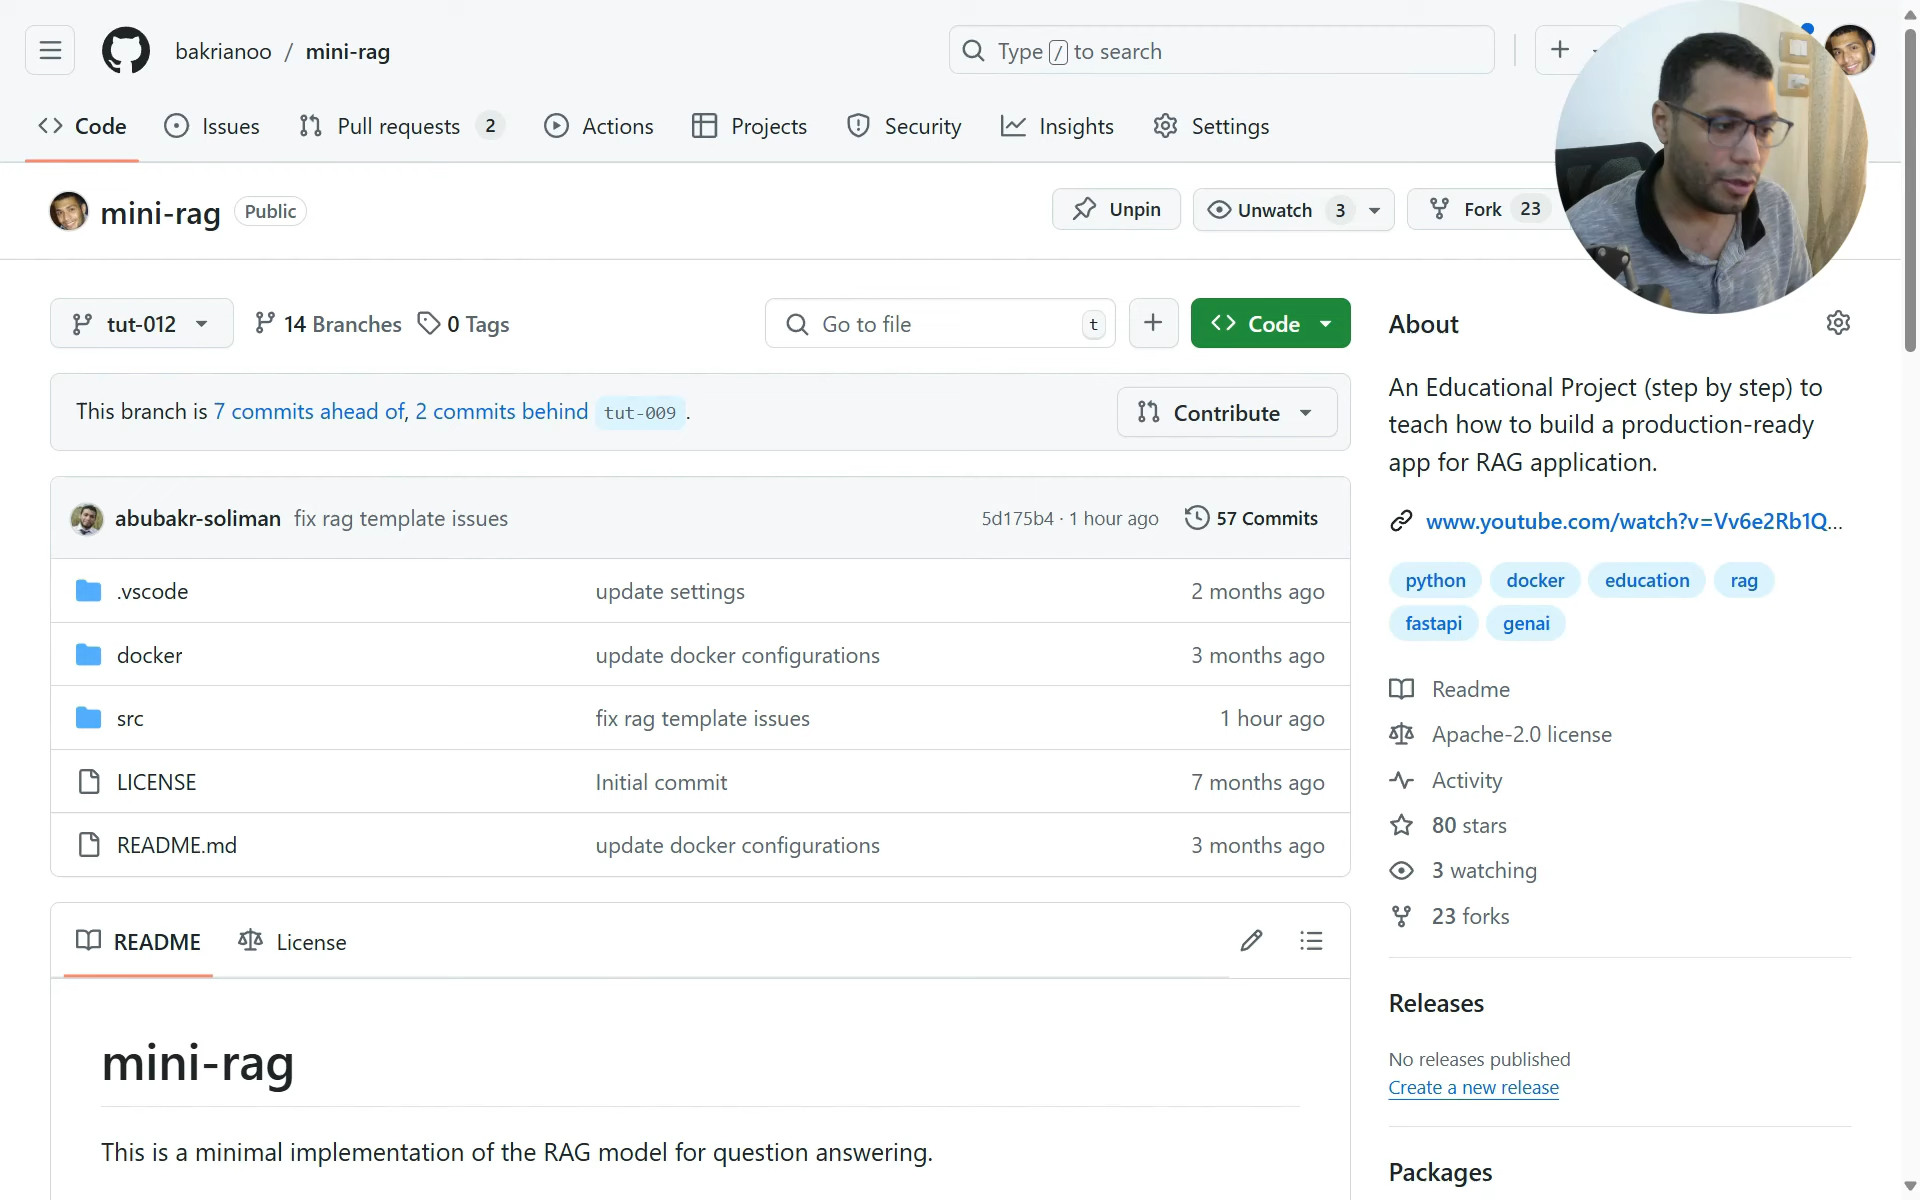 bakrianoo / mini-rag
Type / to search
Code
Issues
Pull requests 2
Actions
Projects
Security
Insights
Settings
mini-rag Public
Unpin
Unwatch 3
Fork 23
tut-012
14 Branches
0 Tags
Go to file t
Code
This branch is 7 commits ahead of, 2 commits behind tut-009 .
Contribute
abubakr-soliman fix rag template issues 5d175b4 · 1 hour ago 57 Commits
.vscode update settings 2 months ago
docker update docker configurations 3 months ago
src fix rag template issues 1 hour ago
LICENSE Initial commit 7 months ago
README.md update docker configurations 3 months ago
README
License
mini-rag
This is a minimal implementation of the RAG model for question answering.
About
An Educational Project (step by step) to
teach how to build a production-ready
app for RAG application.
www.youtube.com/watch?v=Vv6e2Rb1Q...
python docker education rag
fastapi genai
Readme
Apache-2.0 license
Activity
80 stars
3 watching
23 forks
Releases
No releases published
Create a new release
Packages